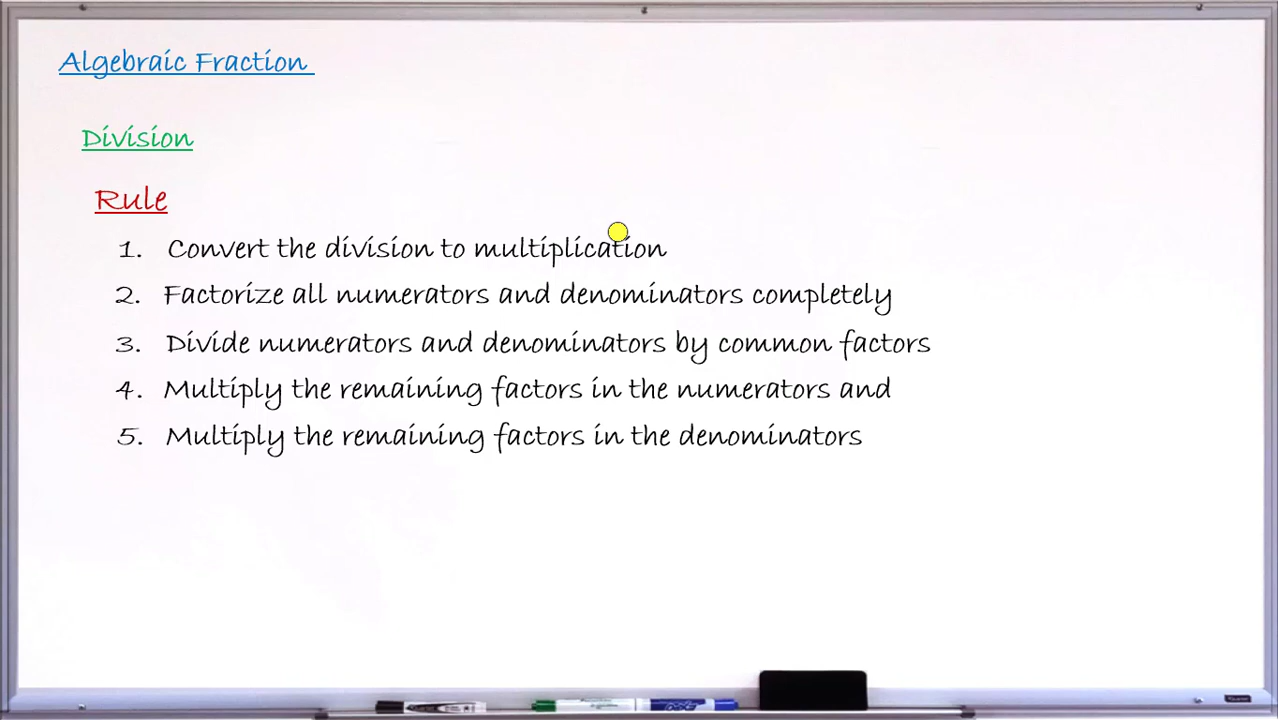 Algebraic Fraction
Division
Rule
1. Convert the division to multiplication
2. Factorize all numerators and denominators completely
3. Divide numerators and denominators by common factors
4. Multiply the remaining factors in the numerators and
5. Multiply the remaining factors in the denominators